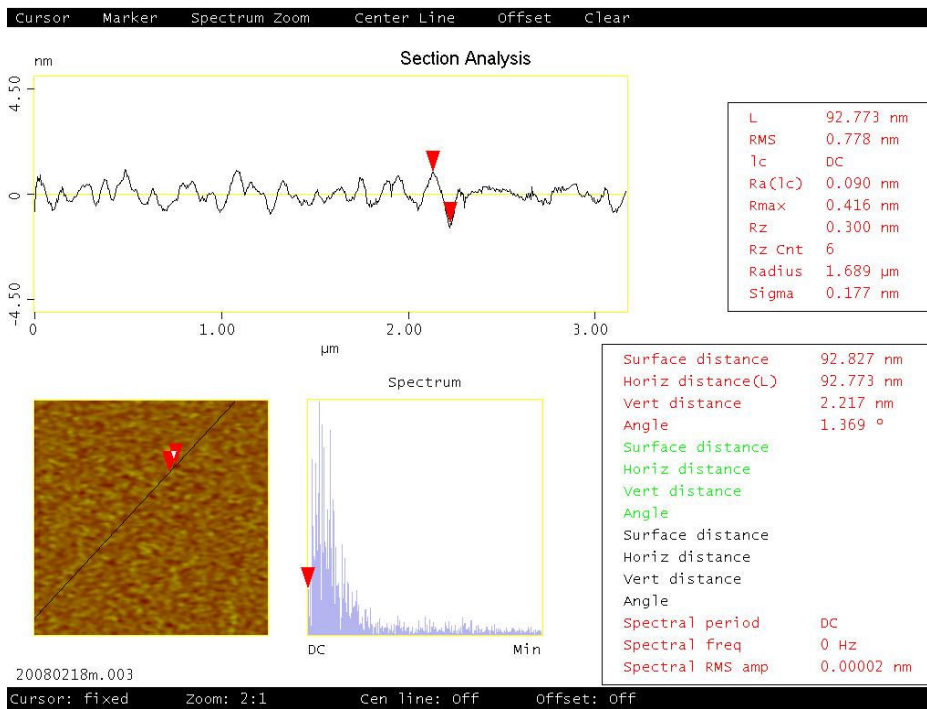 Cursor Marker Spectrum Zoom Center Line Offset Clear
Section Analysis
nm
4.50
0
-4.50
0 1.00 2.00 3.00
µm
L 92.773 nm
RMS 0.778 nm
lc DC
Ra(lc) 0.090 nm
Rmax 0.416 nm
Rz 0.300 nm
Rz Cnt 6
Radius 1.689 µm
Sigma 0.177 nm
Spectrum
DC Min
Surface distance 92.827 nm
Horiz distance(L) 92.773 nm
Vert distance 2.217 nm
Angle 1.369 °
Surface distance
Horiz distance
Vert distance
Angle
Surface distance
Horiz distance
Vert distance
Angle
Spectral period DC
Spectral freq 0 Hz
Spectral RMS amp 0.00002 nm
20080218m.003
Cursor: fixed Zoom: 2:1 Cen line: Off Offset: Off